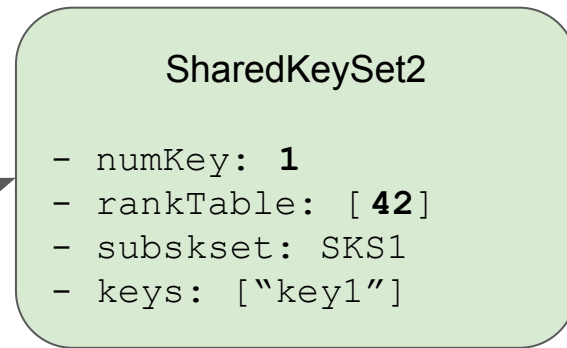 SharedKeySet2
- numKey: 1
- rankTable: [42]
- subskset: SKS1
- keys: [“key1”]